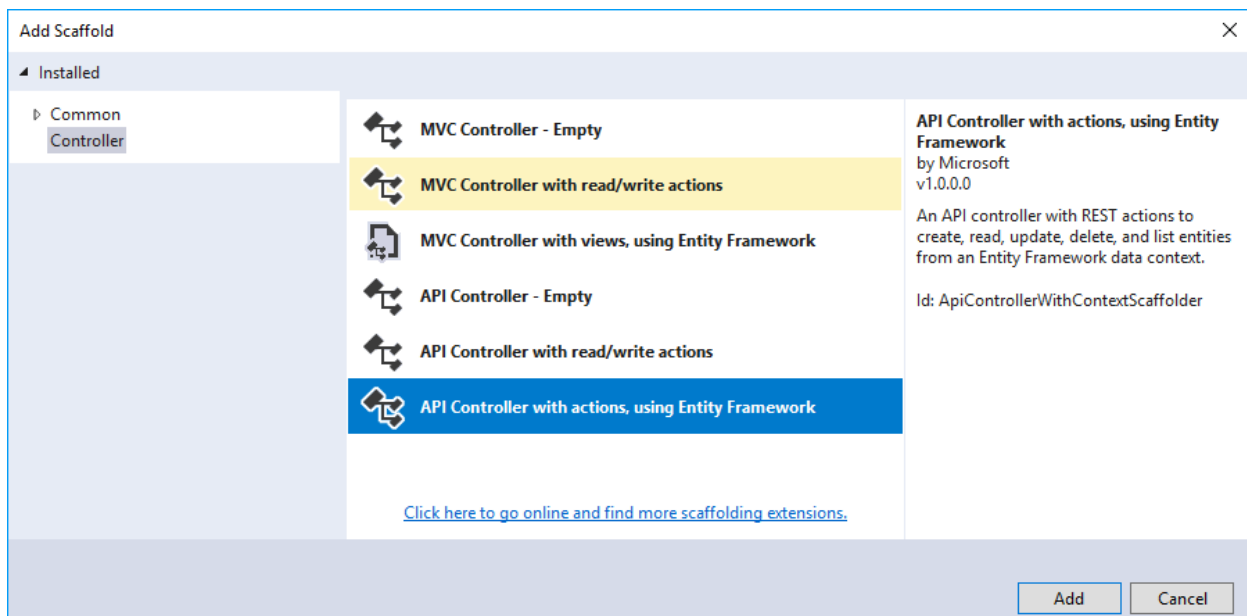 Add Scaffold
Installed
Common
Controller
MVC Controller - Empty
MVC Controller with read/write actions
MVC Controller with views, using Entity Framework
API Controller - Empty
API Controller with read/write actions
API Controller with actions, using Entity Framework
Click here to go online and find more scaffolding extensions.
API Controller with actions, using Entity
Framework
by Microsoft
v1.0.0.0
An API controller with REST actions to
create, read, update, delete, and list entities
from an Entity Framework data context.
Id: ApiControllerWithContextScaffolder
Add
Cancel